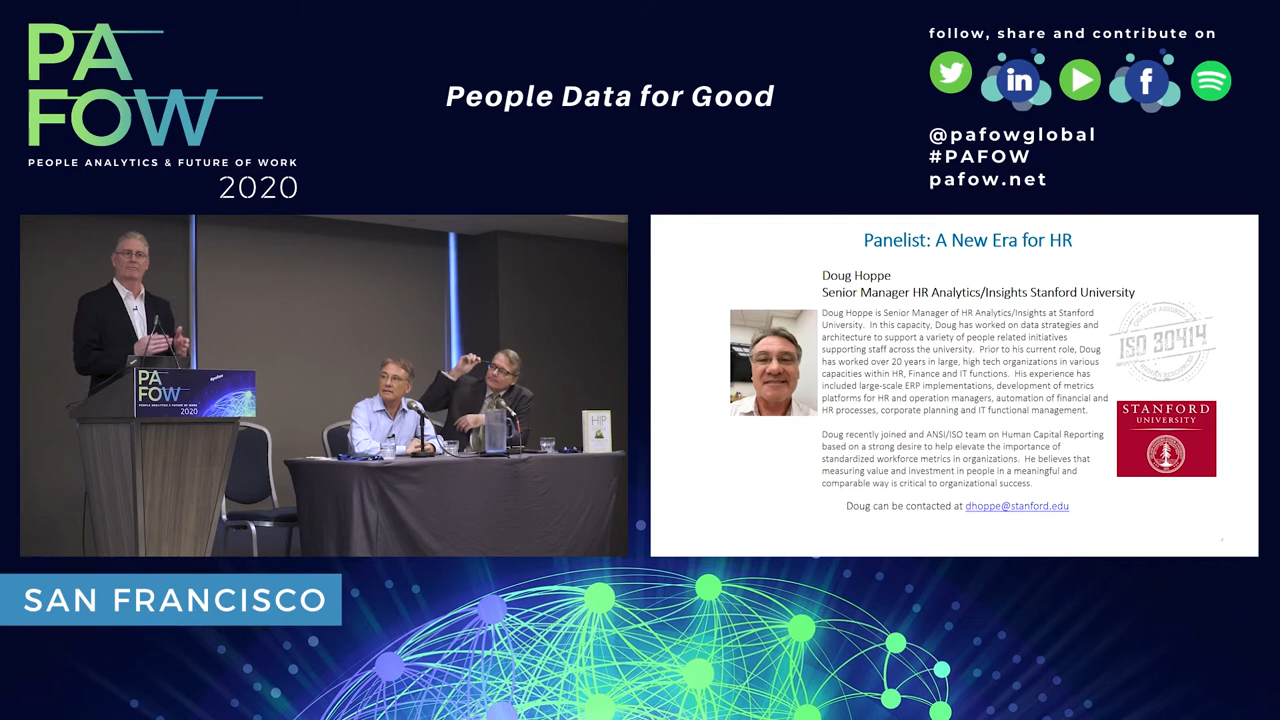 PA
FOW
PEOPLE ANALYTICS & FUTURE OF WORK
2020
People Data for Good
follow, share and contribute on
@pafowglobal
#PAFOW
pafow.net
PA
FOW
#pafow
PEOPLE ANALYTICS & FUTURE OF WORK
2020
HIP
Panelist: A New Era for HR
Doug Hoppe
Senior Manager HR Analytics/Insights Stanford University
Doug Hoppe is Senior Manager of HR Analytics/Insights at Stanford
University. In this capacity, Doug has worked on data strategies and
architecture to support a variety of people related initiatives
supporting staff across the university. Prior to his current role, Doug
has worked over 20 years in large, high tech organizations in various
capacities within HR, Finance and IT functions. His experience has
included large-scale ERP implementations, development of metrics
platforms for HR and operation managers, automation of financial and
HR processes, corporate planning and IT functional management.
Doug recently joined and ANSI/ISO team on Human Capital Reporting
based on a strong desire to help elevate the importance of
standardized workforce metrics in organizations. He believes that
measuring value and investment in people in a meaningful and
comparable way is critical to organizational success.
Doug can be contacted at dhoppe@stanford.edu
QUALITY ASSURED
ISO 30414
STANFORD
UNIVERSITY
SAN FRANCISCO